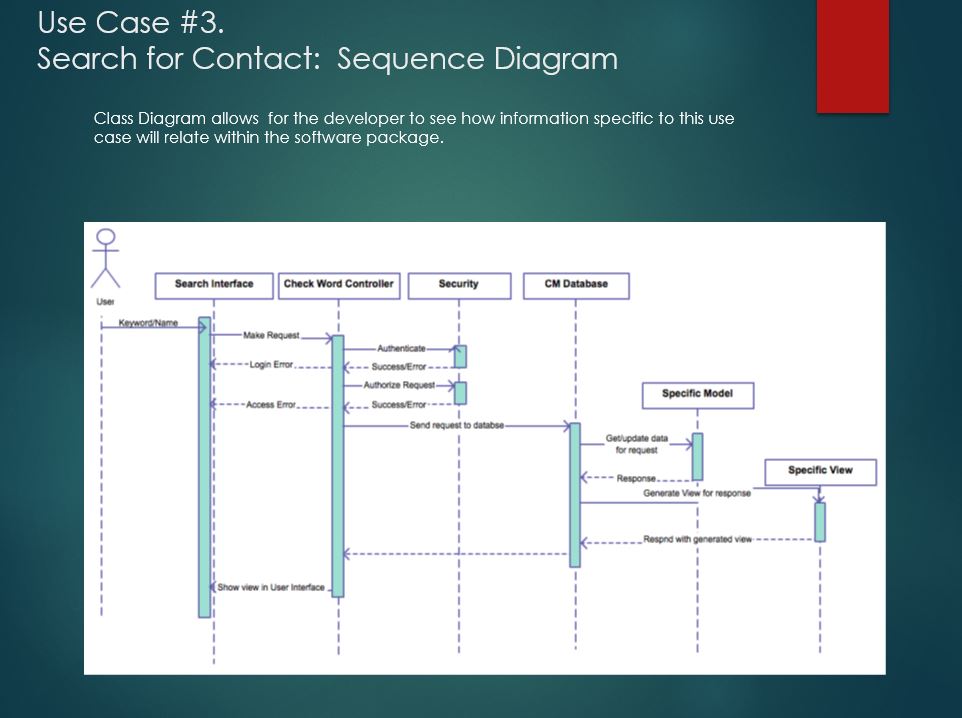 Use Case #3.
Search for Contact:  Sequence Diagram
Class Diagram allows  for the developer to see how information specific to this use
case will relate within the software package.
User
Search Interface
Check Word Controller
Security
CM Database
Keyword/Name
Make Request
Authenticate
Login Error
Success/Error
Authorize Request
Access Error
Success/Error
Send request to databse
Specific Model
Get/update data
for request
Response
Specific View
Generate View for response
Respnd with generated view
Show view in User Interface